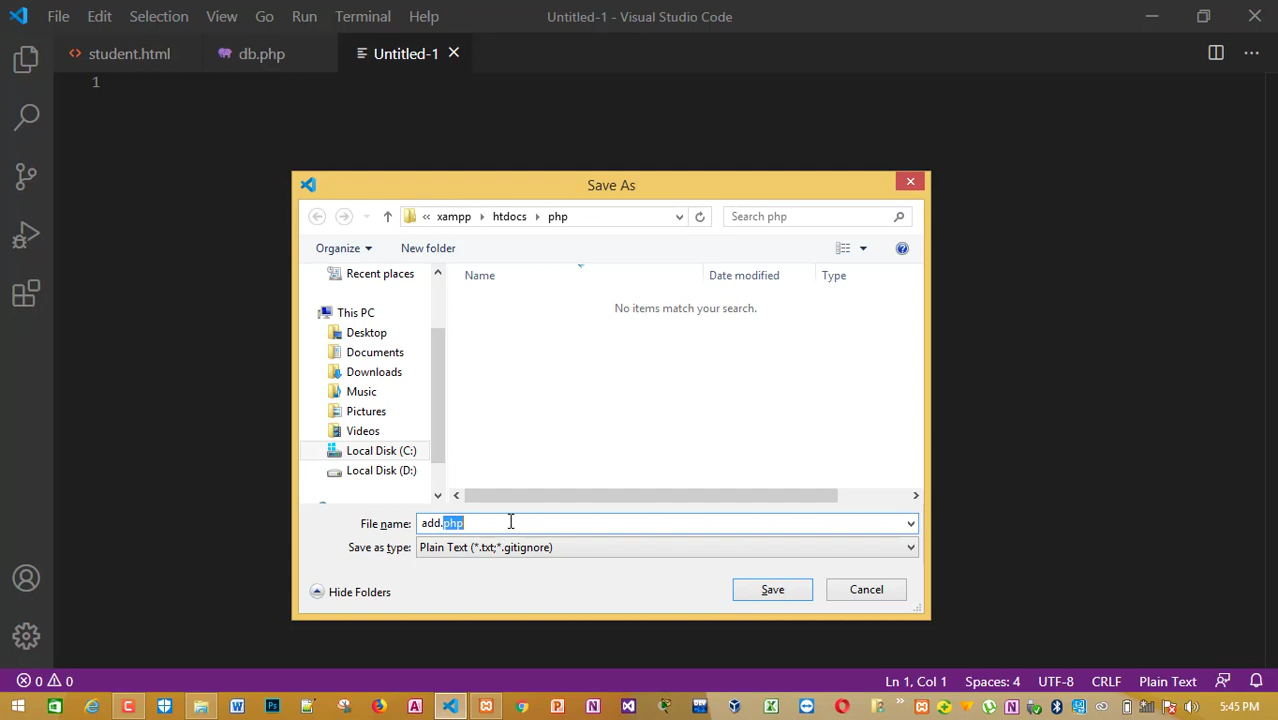 File Edit Selection View Go Run Terminal Help Untitled-1 - Visual Studio Code
student.html db.php Untitled-1
1
Save As
« xampp htdocs php Search php
Organize New folder
Recent places
Name Date modified Type
No items match your search.
This PC
Desktop
Documents
Downloads
Music
Pictures
Videos
Local Disk (C:)
Local Disk (D:)
File name: add.php
Save as type: Plain Text (*.txt;*.gitignore)
Hide Folders Save Cancel
0 0 Ln 1, Col 1 Spaces: 4 UTF-8 CRLF Plain Text
5:45 PM